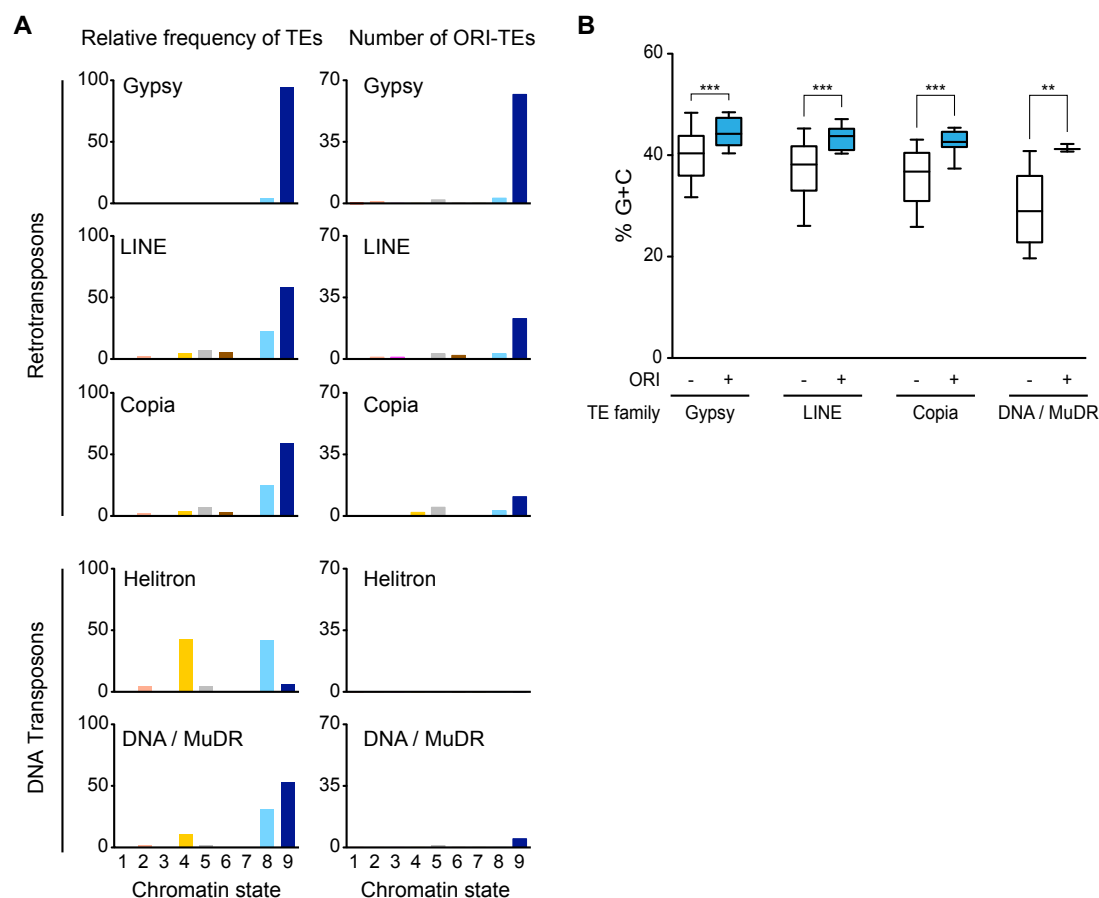 A
Relative frequency of TEs
Number of ORI-TEs
Retrotransposons
100
50
0
Gypsy
70
35
0
Gypsy
100
50
0
LINE
70
35
0
LINE
100
50
0
Copia
70
35
0
Copia
DNA Transposons
100
50
0
Helitron
70
35
0
Helitron
100
50
0
DNA / MuDR
70
35
0
DNA / MuDR
1 2 3 4 5 6 7 8 9
1 2 3 4 5 6 7 8 9
Chromatin state
Chromatin state
B
% G+C
60
40
20
0
*** *** *** **
ORI - + - + - + - +
TE family Gypsy LINE Copia DNA / MuDR